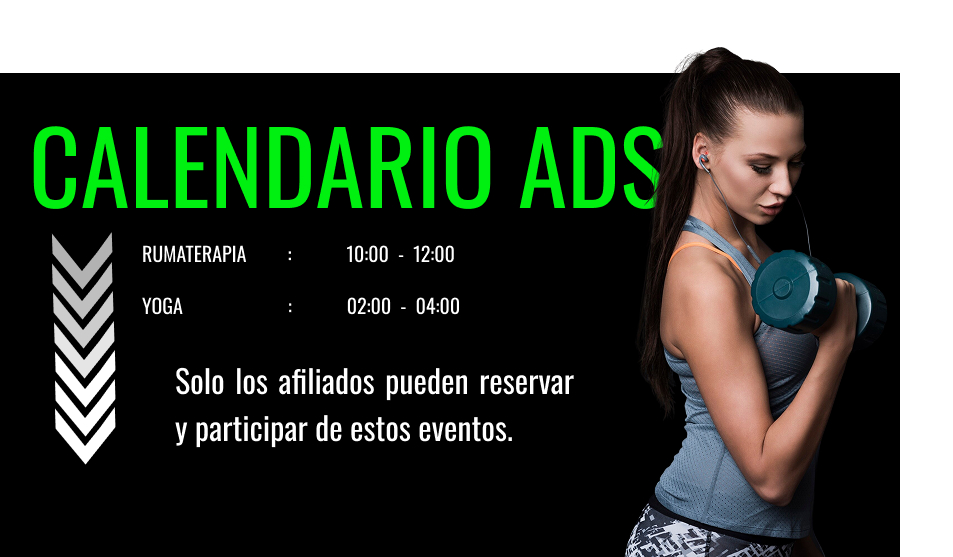 CALENDARIO ADS
RUMATERAPIA : 10:00 - 12:00
YOGA : 02:00 - 04:00
Solo los afiliados pueden reservar
y participar de estos eventos.